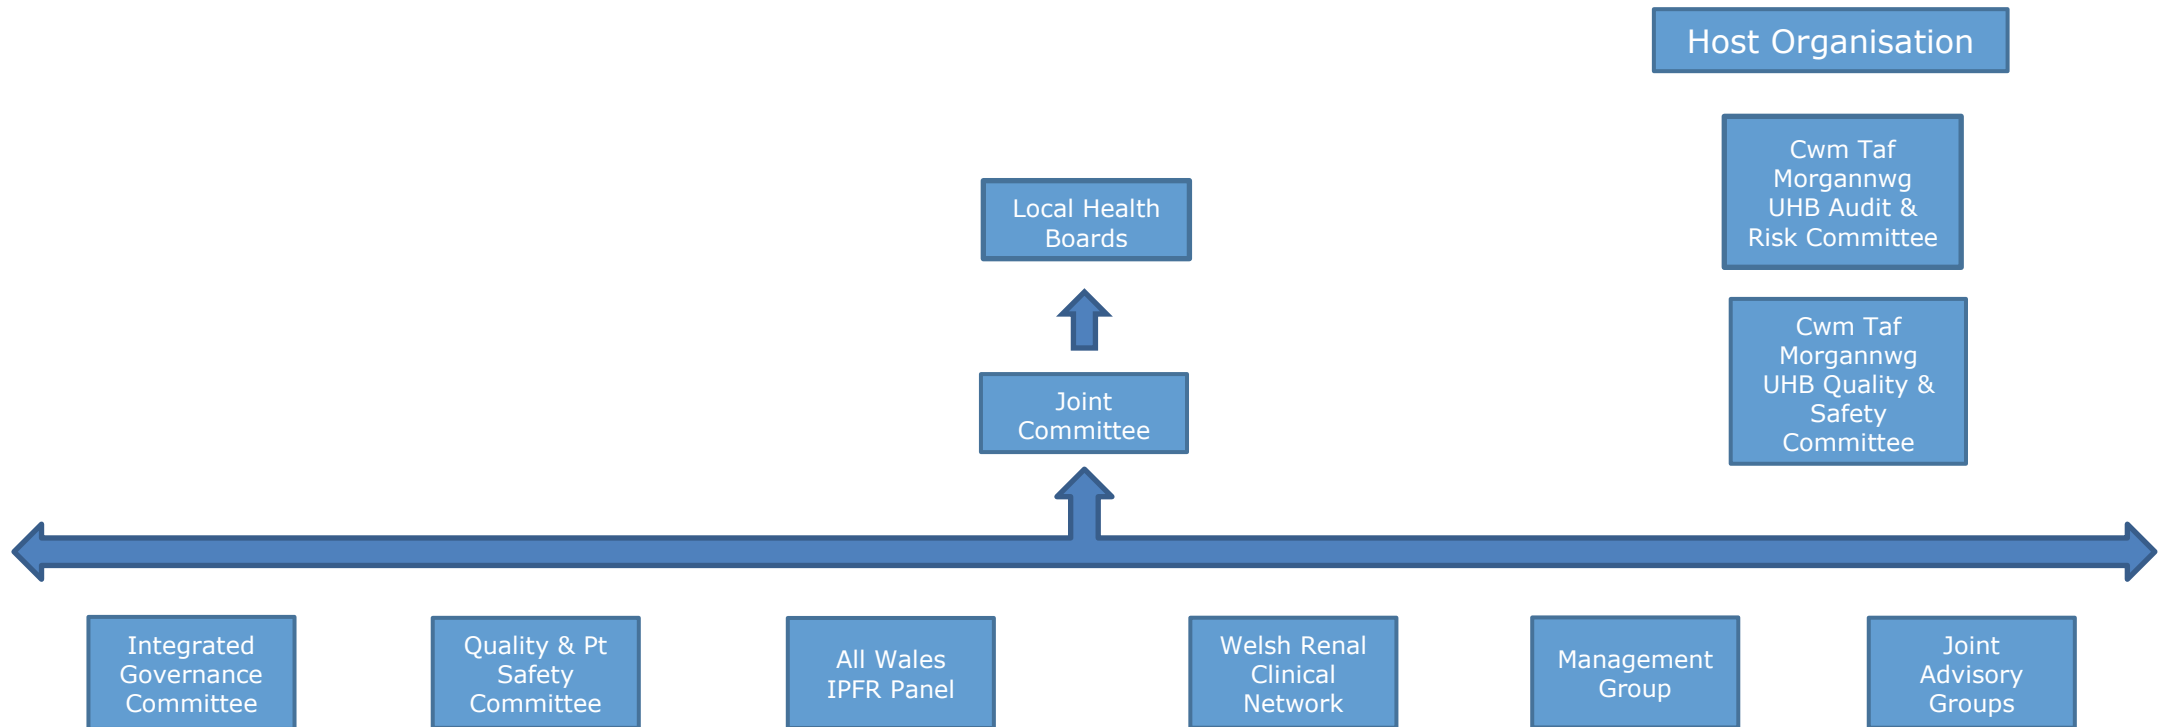 Host Organisation
Cwm Taf
Morgannwg
UHB Audit &
Risk Committee
Local Health
Boards
Cwm Taf
Morgannwg
UHB Quality &
Safety
Committee
Joint
Committee
Integrated
Governance
Committee
Quality & Pt
Safety
Committee
All Wales
IPFR Panel
Welsh Renal
Clinical
Network
Management
Group
Joint
Advisory
Groups